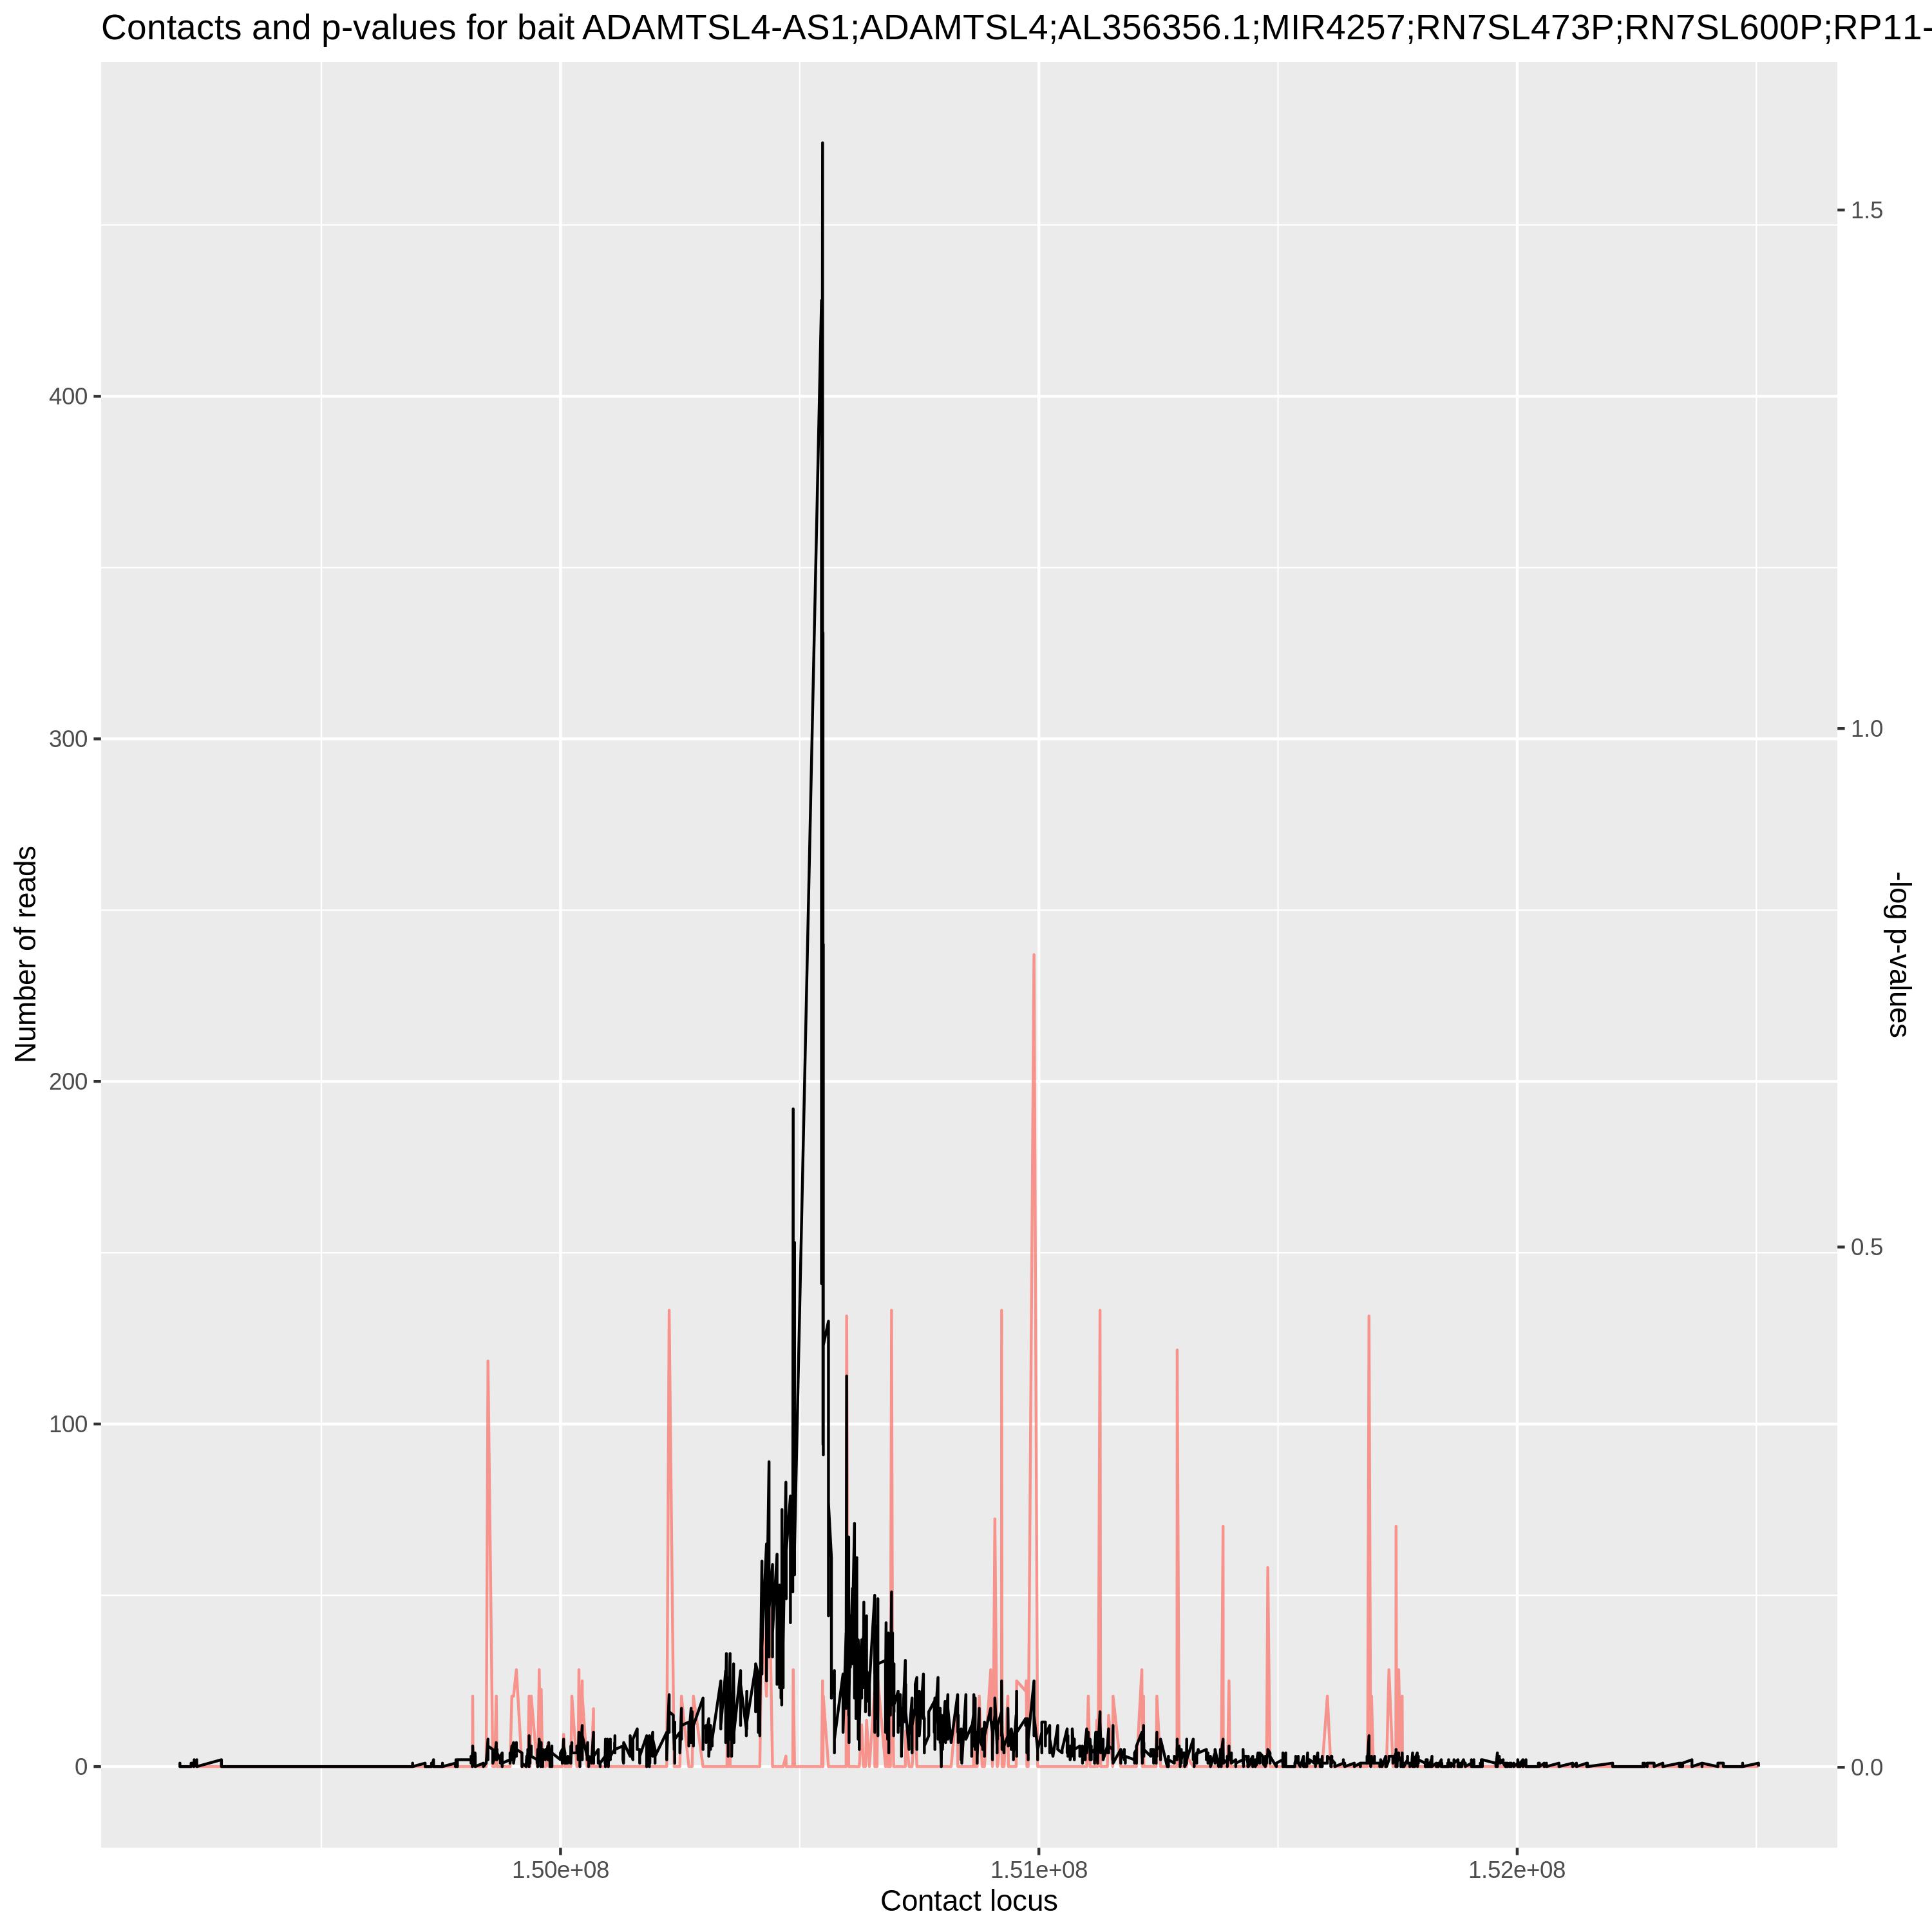 Contacts and p-values for bait ADAMTSL4-AS1;ADAMTSL4;AL356356.1;MIR4257;RN7SL473P;RN7SL600P;RP11-
400
300
200
100
0
Number of reads
1.5
1.0
0.5
0.0
-log p-values
1.50e+08
1.51e+08
1.52e+08
Contact locus